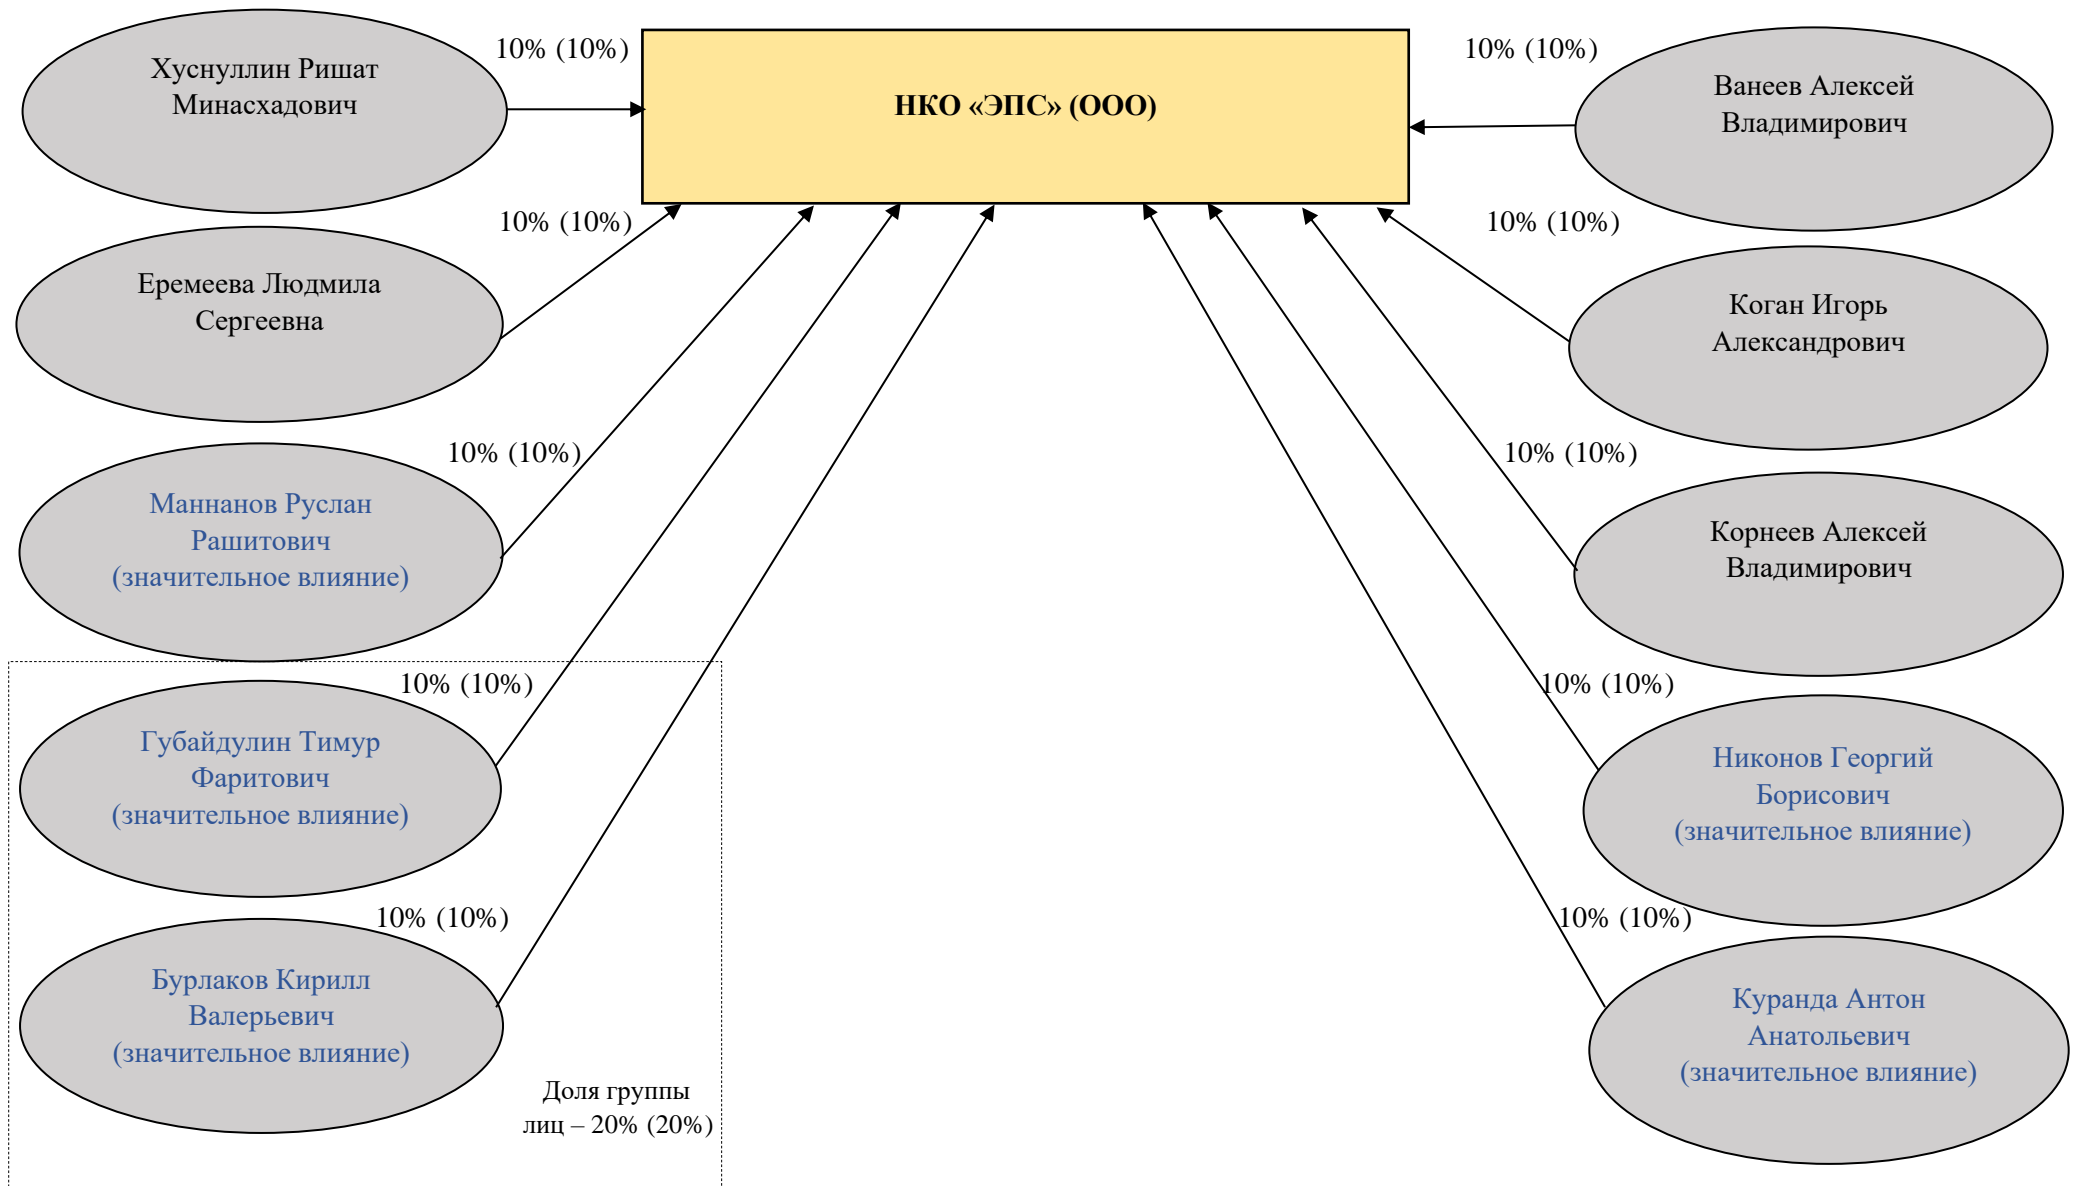 10% (10%)
10% (10%)
Хуснуллин Ришат
Минасхадович
НКО «ЭПС» (ООО)
Ванеев Алексей
Владимирович
10% (10%)
10% (10%)
Еремеева Людмила
Сергеевна
Коган Игорь
Александрович
10% (10%)
10% (10%)
Маннанов Руслан
Рашитович
(значительное влияние)
Корнеев Алексей
Владимирович
10% (10%)
10% (10%)
Губайдулин Тимур
Фаритович
(значительное влияние)
Никонов Георгий
Борисович
(значительное влияние)
10% (10%)
10% (10%)
Бурлаков Кирилл
Валерьевич
(значительное влияние)
Куранда Антон
Анатольевич
(значительное влияние)
Доля группы
лиц – 20% (20%)